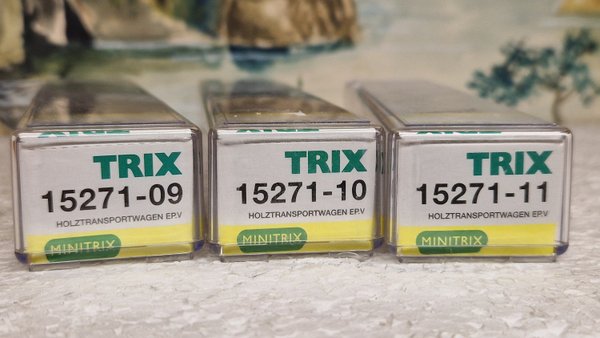 TRIX
15271-09
HOLZTRANSPORTWAGEN EP.V
MINITRIX
TRIX
15271-10
HOLZTRANSPORTWAGEN EP.V
MINITRIX
TRIX
15271-11
HOLZTRANSPORTWAGEN EP.V
MINITRIX